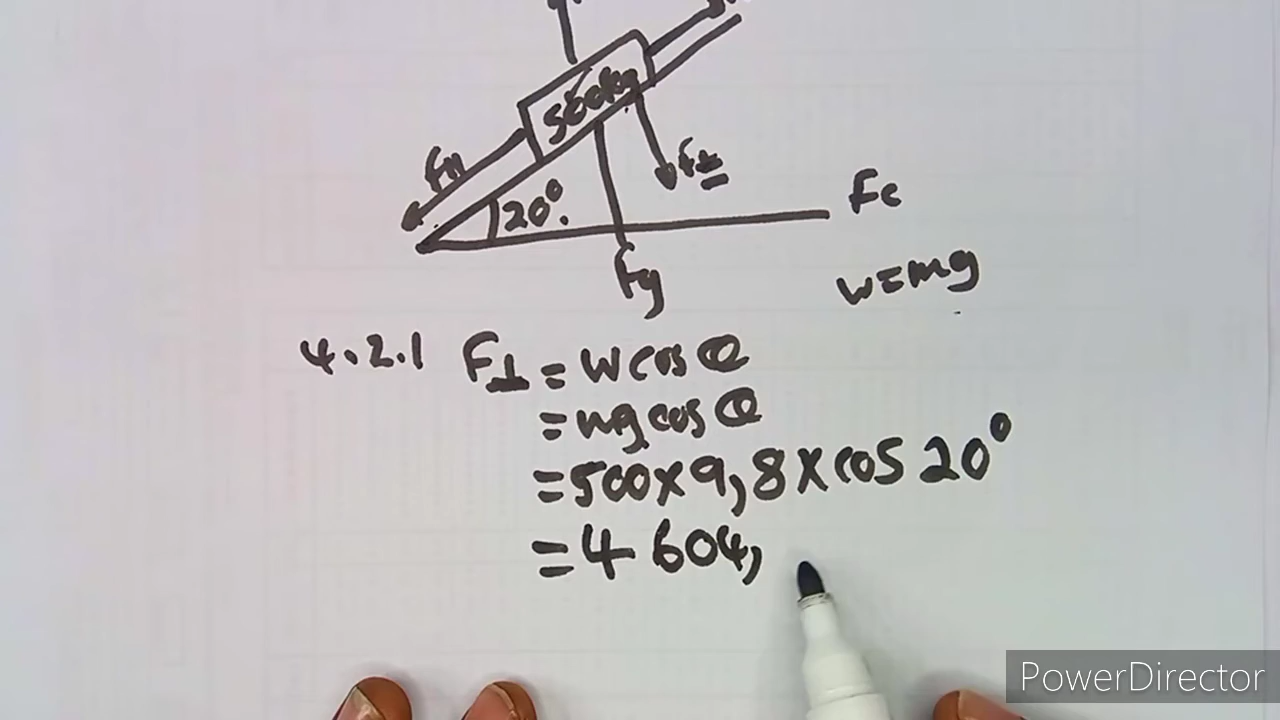 500kg
F||
F⊥
20°.
Fc
Fg
w=mg
4.2.1 F⊥ = W cos θ
= mg cos θ
= 500 × 9,8 × cos 20°
= 4 604,
PowerDirector